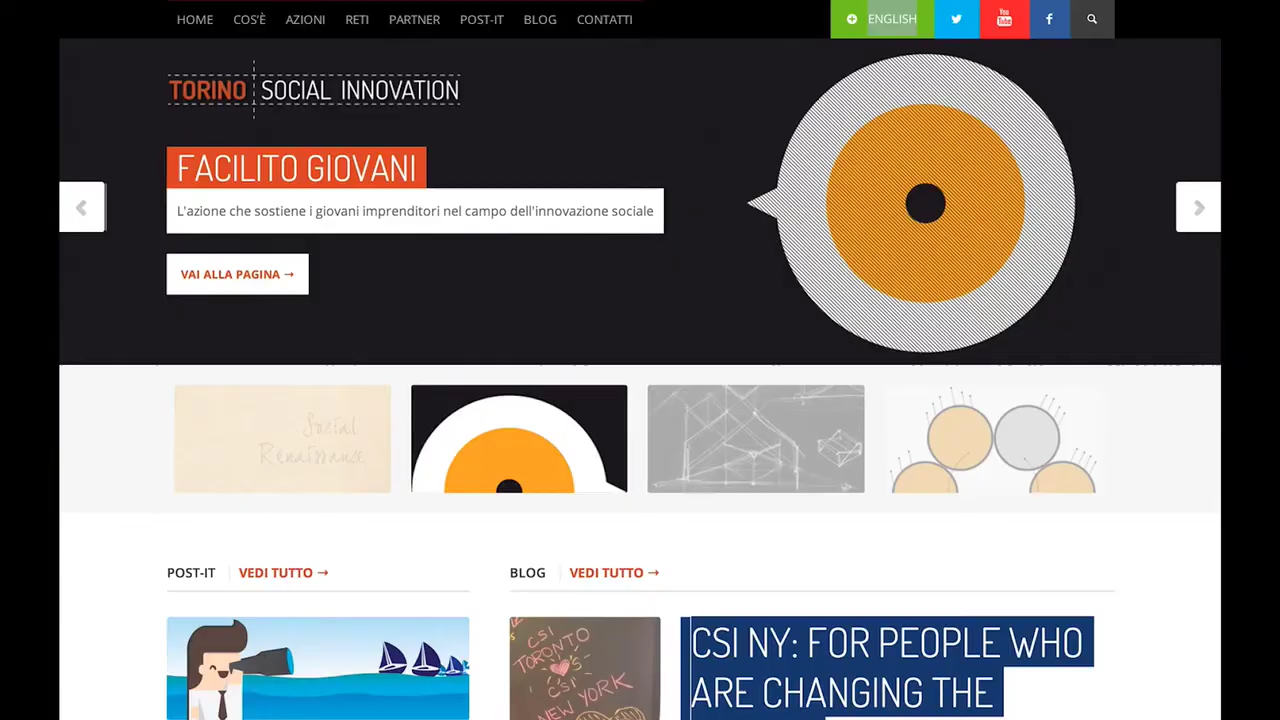 HOME COS'È AZIONI RETI PARTNER POST-IT BLOG CONTATTI ENGLISH You Tube
TORINO SOCIAL INNOVATION
FACILITO GIOVANI
L'azione che sostiene i giovani imprenditori nel campo dell'innovazione sociale
VAI ALLA PAGINA →
Social
Renaissance
POST-IT VEDI TUTTO →
BLOG VEDI TUTTO →
CSI
TORONTO
CSI
NEW YORK
CSI NY: FOR PEOPLE WHO
ARE CHANGING THE